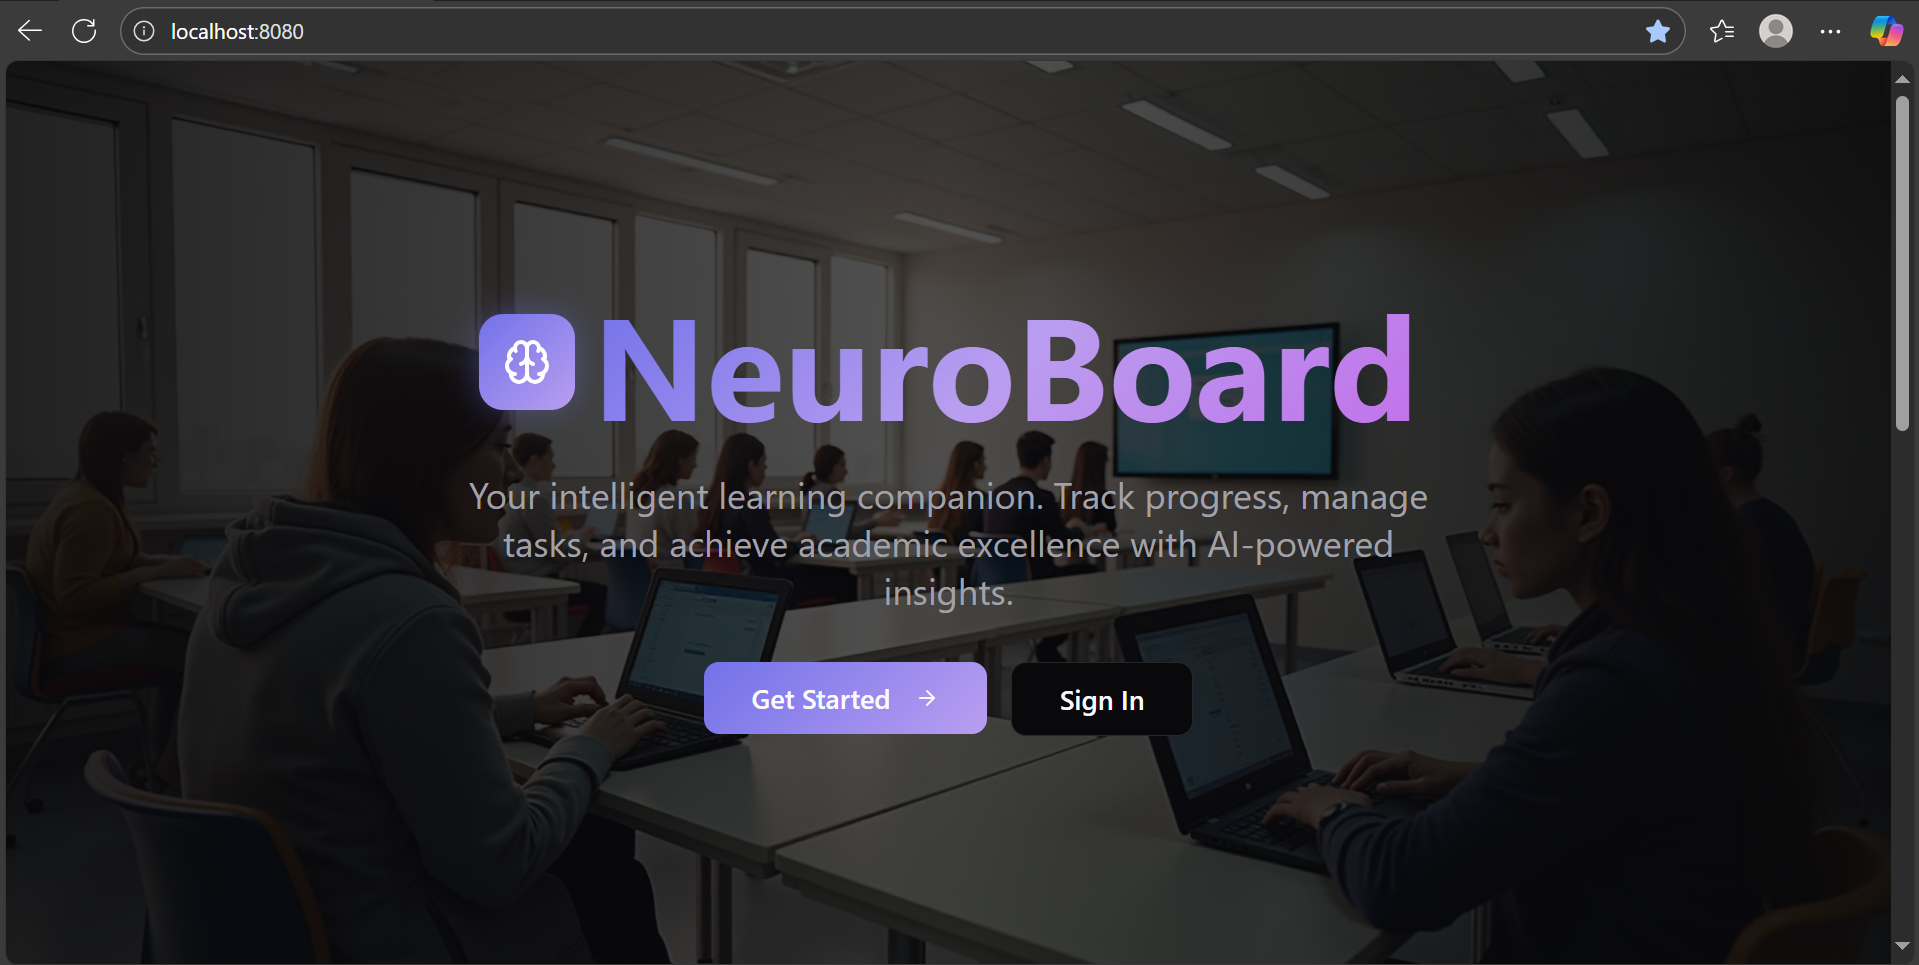 localhost:8080
NeuroBoard
Your intelligent learning companion. Track progress, manage
tasks, and achieve academic excellence with AI-powered
insights.
Get Started →
Sign In